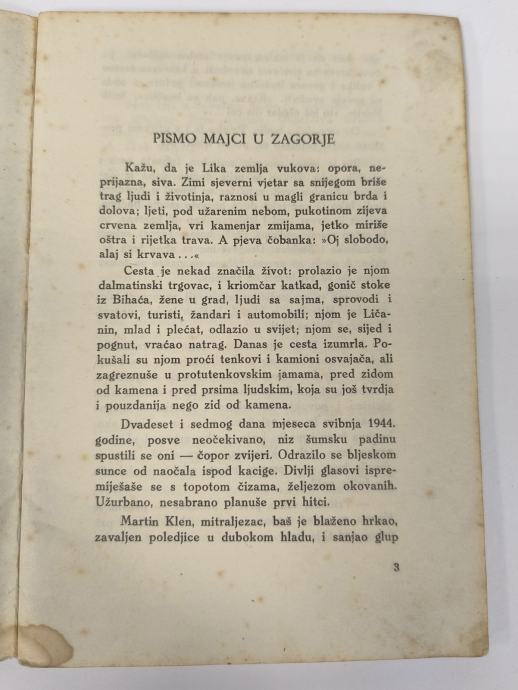 PISMO MAJCI U ZAGORJE
Kažu, da je Lika zemlja vukova: opora, ne-
prijazna, siva. Zimi sjeverni vjetar sa snijegom briše
trag ljudi i životinja, raznosi u magli granicu brda i
dolova; ljeti, pod užarenim nebom, pukotinom zijeva
crvena zemlja, vri kamenjar zmijama, jetko miriše
oštra i rijetka trava. A pjeva čobanka: »Oj slobodo,
alaj si krvava . . .«
Cesta je nekad značila život: prolazio je njom
dalmatinski trgovac, i kriomčar katkad, gonič stoke
iz Bihaća, žene u grad, ljudi sa sajma, sprovodi i
svatovi, turisti, žandari i automobili; njom je Liča-
nin, mlad i plećat, odlazio u svijet; njom se, sijed i
pognut, vraćao natrag. Danas je cesta izumrla. Po-
kušali su njom proći tenkovi i kamioni osvajača, ali
zagreznuše u protutenkovskim jamama, pred zidom
od kamena i pred prsima ljudskim, koja su još tvrdja
i pouzdanija nego zid od kamena.
Dvadeset i sedmog dana mjeseca svibnja 1944.
godine, posve neočekivano, niz šumsku padinu
spustili se oni — čopor zvijeri. Odrazilo se bljeskom
sunce od naočala ispod kacige. Divlji glasovi ispre-
miješaše se s topotom čizama, željezom okovanih.
Užurbano, nesabrano planuše prvi hitci.
Martin Klen, mitraljezac, baš je blaženo hrkao,
zavaljen poledjice u dubokom hladu, i sanjao glup
3